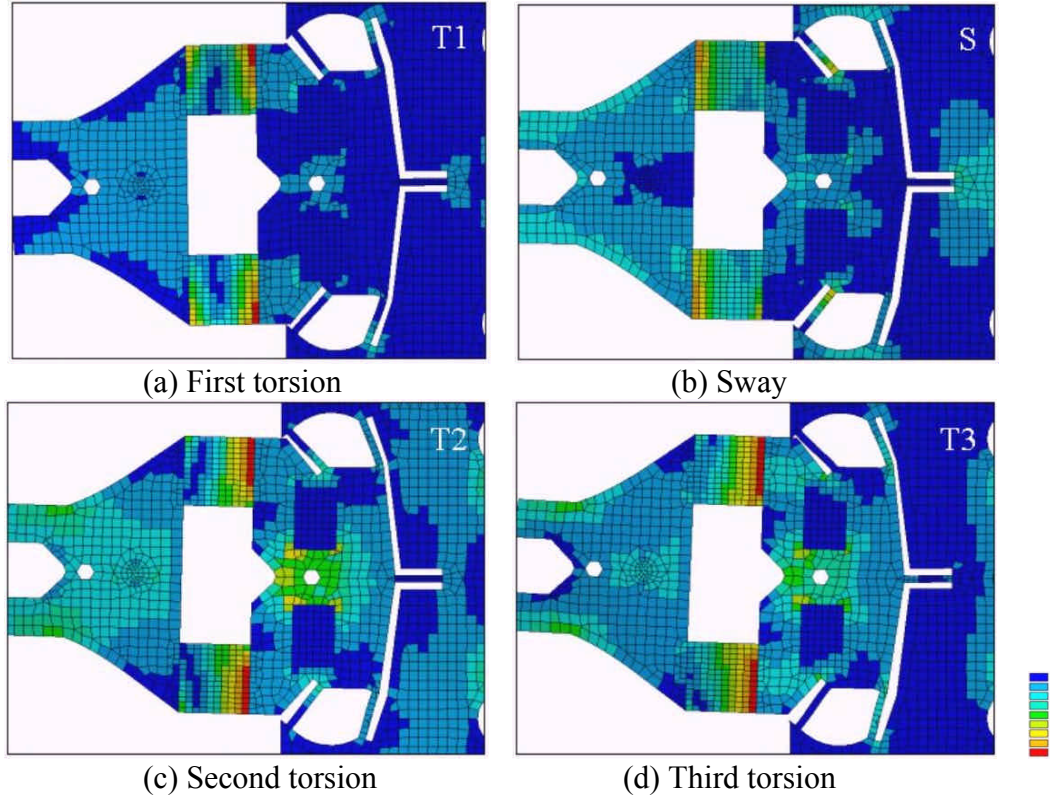 T1
S
(a) First torsion
(b) Sway
T2
T3
(c) Second torsion
(d) Third torsion